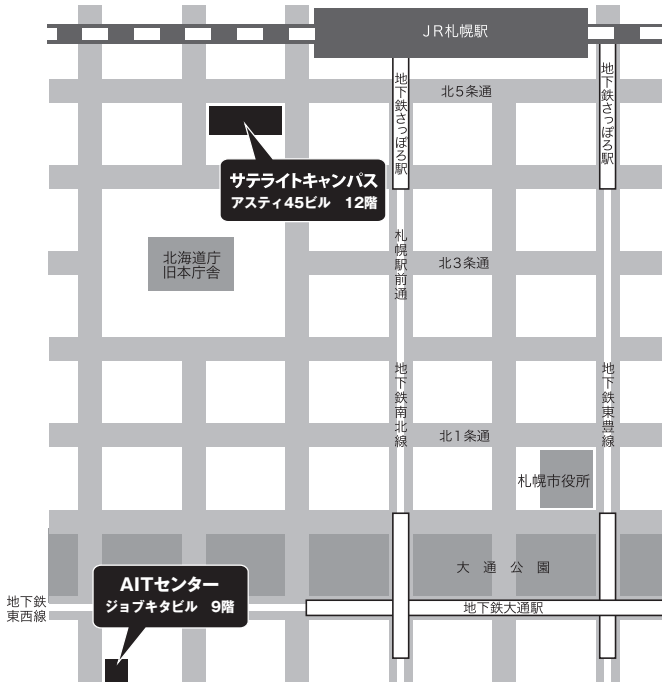 JR札幌駅
地下鉄さっぽろ駅
地下鉄さっぽろ駅
北5条通
サテライトキャンパス
アスティ45ビル　12階
札幌駅前通
北海道庁
旧本庁舎
北3条通
地下鉄南北線
地下鉄東豊線
北1条通
札幌市役所
大通公園
AITセンター
ジョブキタビル　9階
地下鉄
東西線
地下鉄大通駅